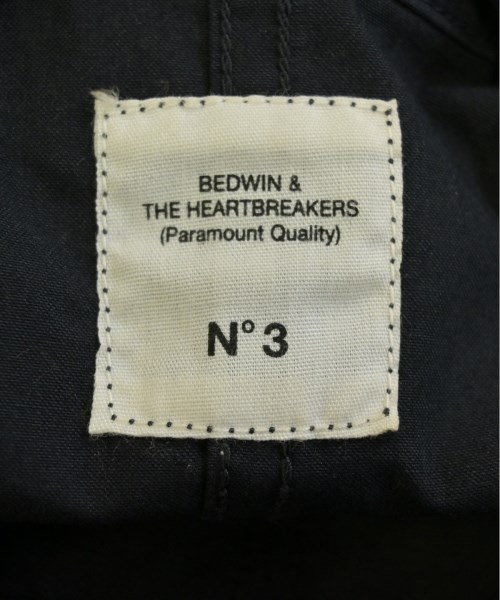 BEDWIN &
THE HEARTBREAKERS
(Paramount Quality)
N° 3